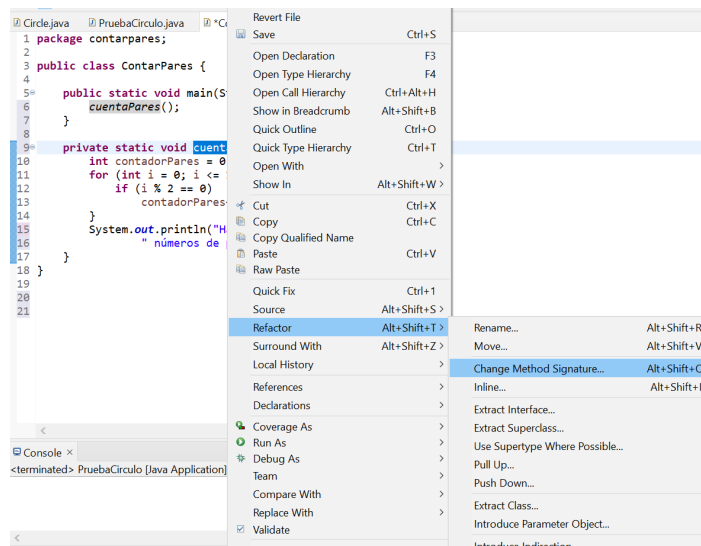 Circle.java PruebaCirculo.java *Co
1 package contarpares;
2
3 public class ContarPares {
4
5 public static void main(S
6 cuentaPares();
7 }
8
9 private static void cuent
10 int contadorPares = 0
11 for (int i = 0; i <=
12 if (i % 2 == 0)
13 contadorPares
14 }
15 System.out.println("H
16 " números de
17 }
18 }
19
20
21
Console ×
<terminated> PruebaCirculo [Java Application]
Revert File
Save Ctrl+S
Open Declaration F3
Open Type Hierarchy F4
Open Call Hierarchy Ctrl+Alt+H
Show in Breadcrumb Alt+Shift+B
Quick Outline Ctrl+O
Quick Type Hierarchy Ctrl+T
Open With >
Show In Alt+Shift+W >
Cut Ctrl+X
Copy Ctrl+C
Copy Qualified Name
Paste Ctrl+V
Raw Paste
Quick Fix Ctrl+1
Source Alt+Shift+S >
Refactor Alt+Shift+T >
Surround With Alt+Shift+Z >
Local History >
References >
Declarations >
Coverage As >
Run As >
Debug As >
Team >
Compare With >
Replace With >
Validate
Rename... Alt+Shift+R
Move... Alt+Shift+V
Change Method Signature... Alt+Shift+C
Inline... Alt+Shift+I
Extract Interface...
Extract Superclass...
Use Supertype Where Possible...
Pull Up...
Push Down...
Extract Class...
Introduce Parameter Object...
Introduce Indirection